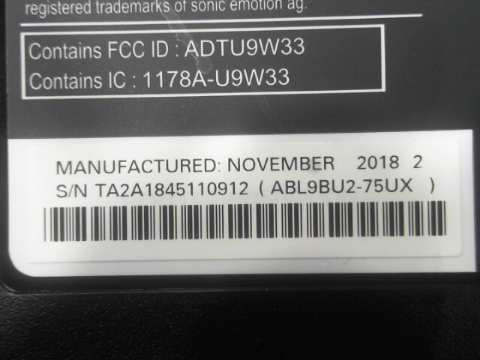 registered trademarks of sonic emotion ag.
Contains FCC ID : ADTU9W33
Contains IC : 1178A-U9W33
MANUFACTURED: NOVEMBER 2018 2
S/N TA2A1845110912 ( ABL9BU2-75UX )